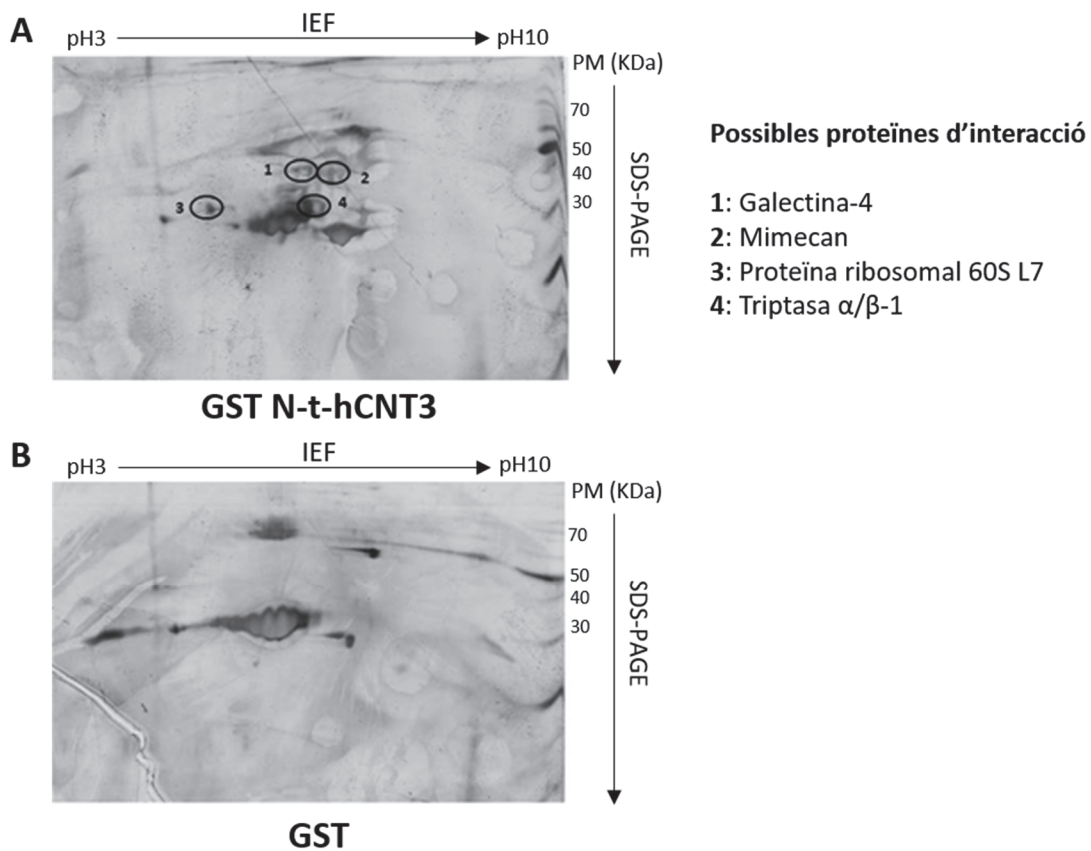 A
IEF
pH3
pH10
PM (KDa)
70
50
40
30
1
2
3
4
SDS-PAGE
Possibles proteïnes d’interacció
1: Galectina-4
2: Mimecan
3: Proteïna ribosomal 60S L7
4: Triptasa α/β-1
GST N-t-hCNT3
B
IEF
pH3
pH10
PM (KDa)
70
50
40
30
SDS-PAGE
GST